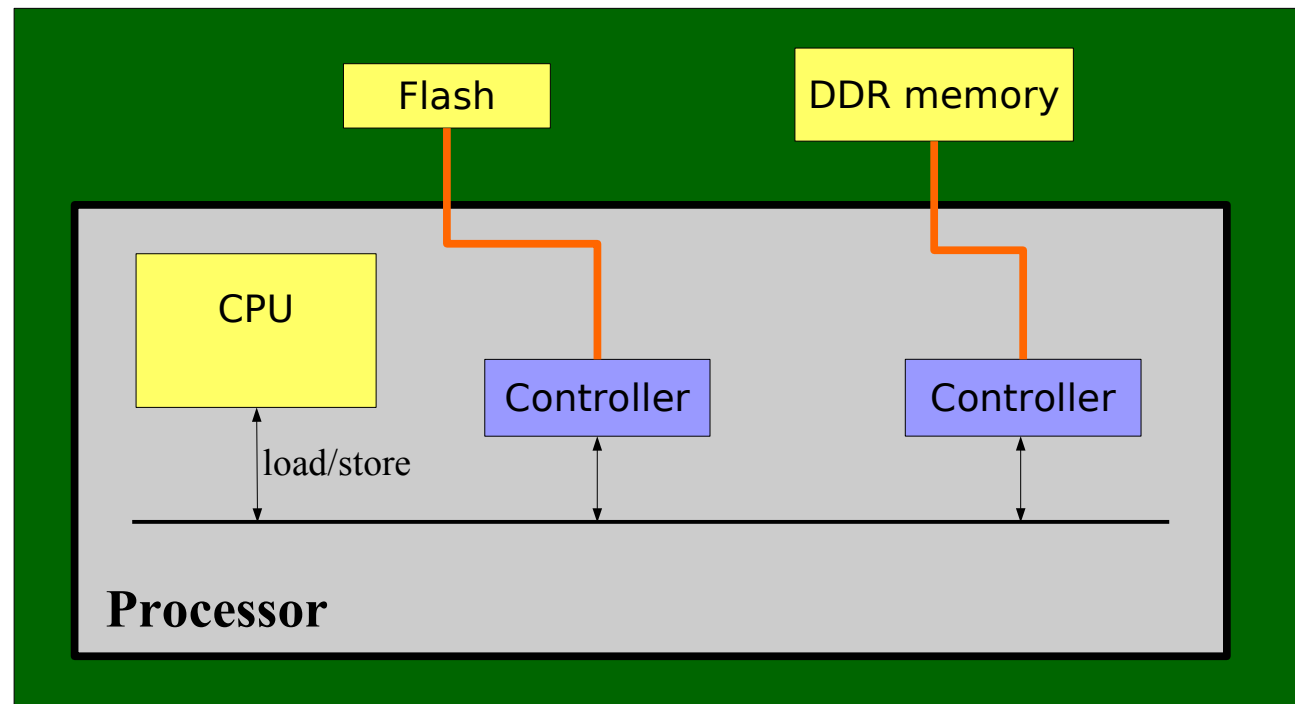 Flash
DDR memory
CPU
Controller
Controller
load/store
Processor